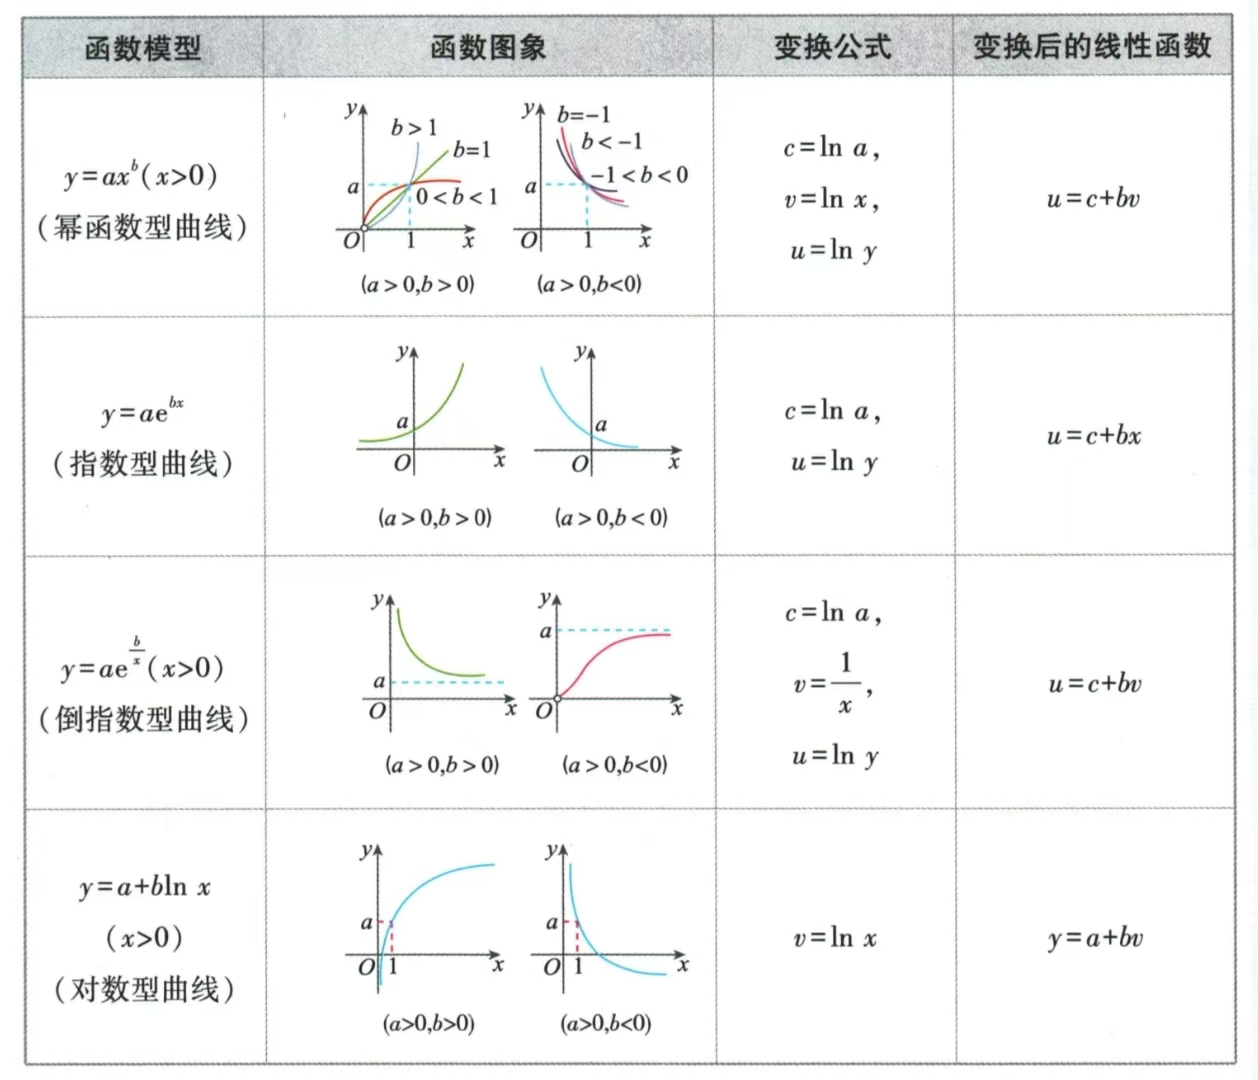 函数模型 函数图象 变换公式 变换后的线性函数
y=ax^b(x>0)
(幂函数型曲线)
y b>1 b=1 a 0<b<1 O 1 x
(a>0,b>0)
y b=-1 b<-1 -1<b<0 a O 1 x
(a>0,b<0)
c=ln a,
v=ln x,
u=ln y
u=c+bv
y=ae^{bx}
(指数型曲线)
y a O x
(a>0,b>0)
y a O x
(a>0,b<0)
c=ln a,
u=ln y
u=c+bx
y=ae^{b/x}(x>0)
(倒指数型曲线)
y a O x
(a>0,b>0)
y a O x
(a>0,b<0)
c=ln a,
v=1/x,
u=ln y
u=c+bv
y=a+bln x
(x>0)
(对数型曲线)
y a O 1 x
(a>0,b>0)
y a O 1 x
(a>0,b<0)
v=ln x
y=a+bv